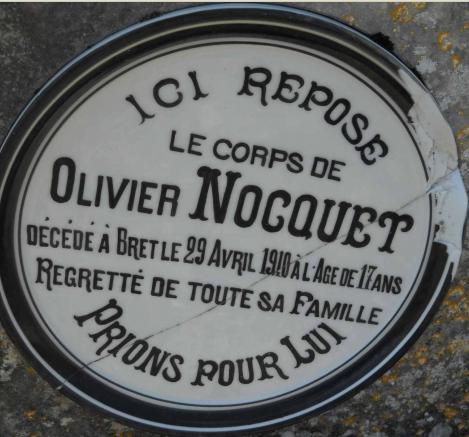 ICI REPOSE
LE CORPS DE
OLIVIER NOCQUET
DÉCÉDÉ À BRET LE 29 AVRIL 1910 À L'AGE DE 17 ANS
REGRETTÉ DE TOUTE SA FAMILLE
PRIONS POUR LUI